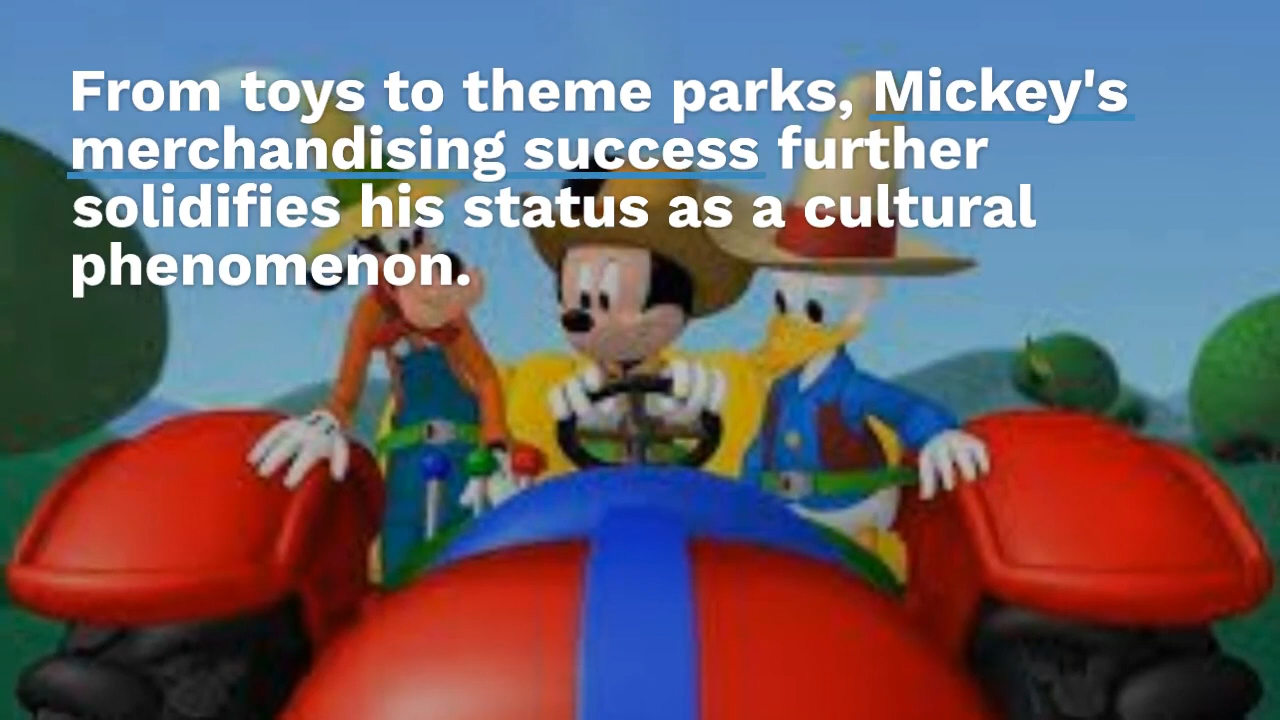 From toys to theme parks, Mickey's
merchandising success further
solidifies his status as a cultural
phenomenon.